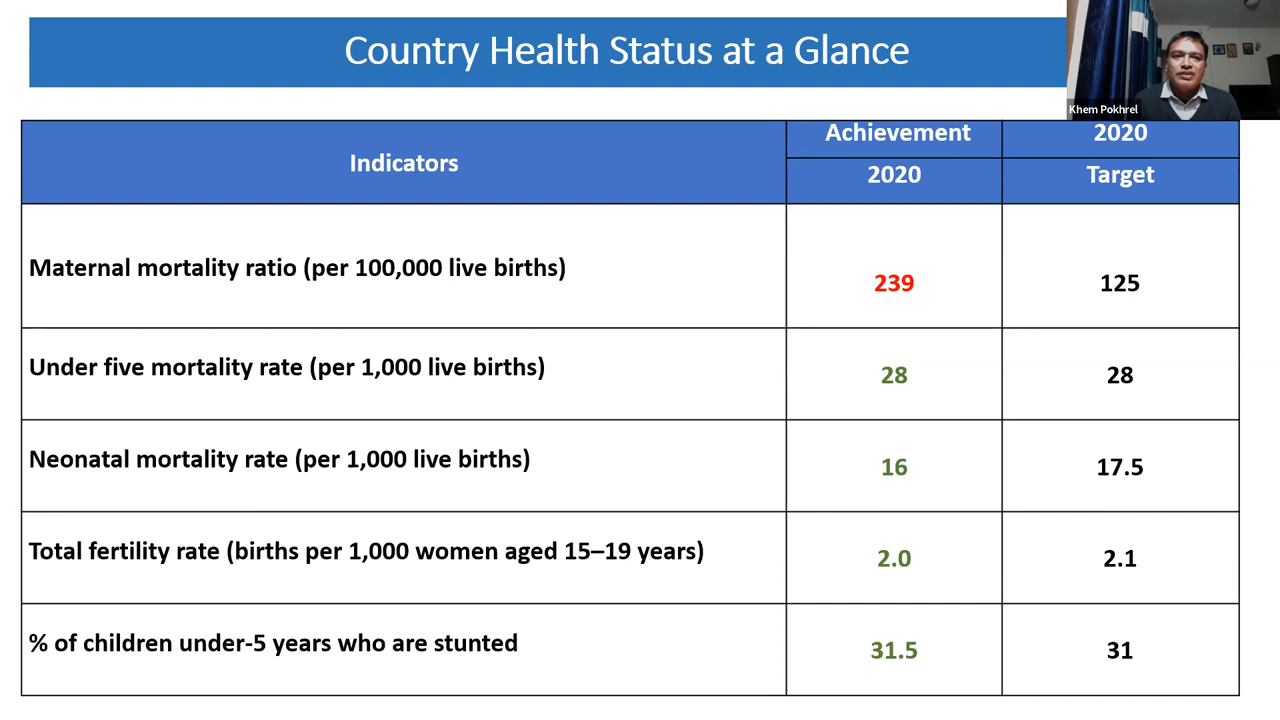 Country Health Status at a Glance
Khem Pokhrel
Indicators
Achievement
2020
2020
Target
Maternal mortality ratio (per 100,000 live births)
239
125
Under five mortality rate (per 1,000 live births)
28
28
Neonatal mortality rate (per 1,000 live births)
16
17.5
Total fertility rate (births per 1,000 women aged 15–19 years)
2.0
2.1
% of children under-5 years who are stunted
31.5
31